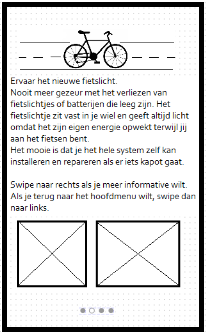 Ervaar het nieuwe fietslicht.
Nooit meer gezeur met het verliezen van
fietslichtjes of batterijen die leeg zijn. Het
fietslichtje zit vast in je wiel en geeft altijd licht
omdat het zijn eigen energie opwekt terwijl jij
aan het fietsen bent.
Het mooie is dat je het hele system zelf kan
installeren en repareren als er iets kapot gaat.
Swipe naar rechts als je meer informative wilt.
Als je terug naar het hoofdmenu wilt, swipe dan
naar links.